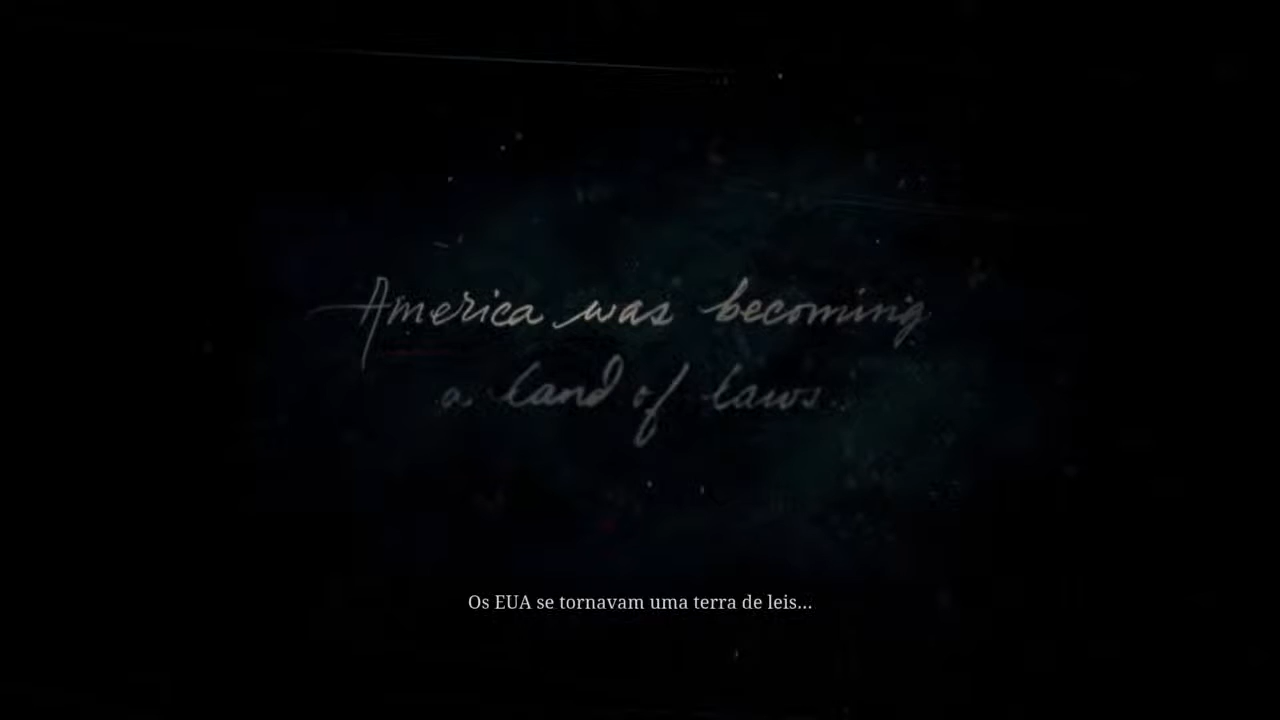 America was becoming
a land of laws...
Os EUA se tornavam uma terra de leis...